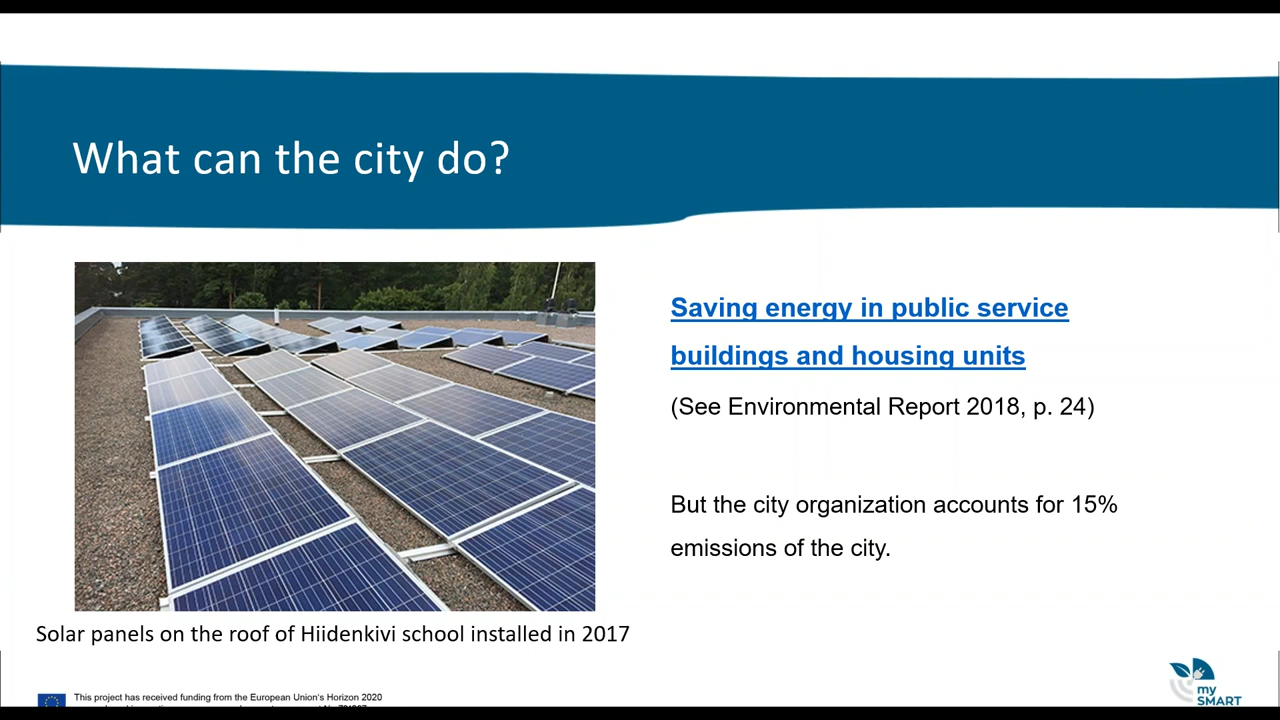 What can the city do?
Saving energy in public service
buildings and housing units
(See Environmental Report 2018, p. 24)
But the city organization accounts for 15%
emissions of the city.
Solar panels on the roof of Hiidenkivi school installed in 2017
This project has received funding from the European Union's Horizon 2020
my
SMART